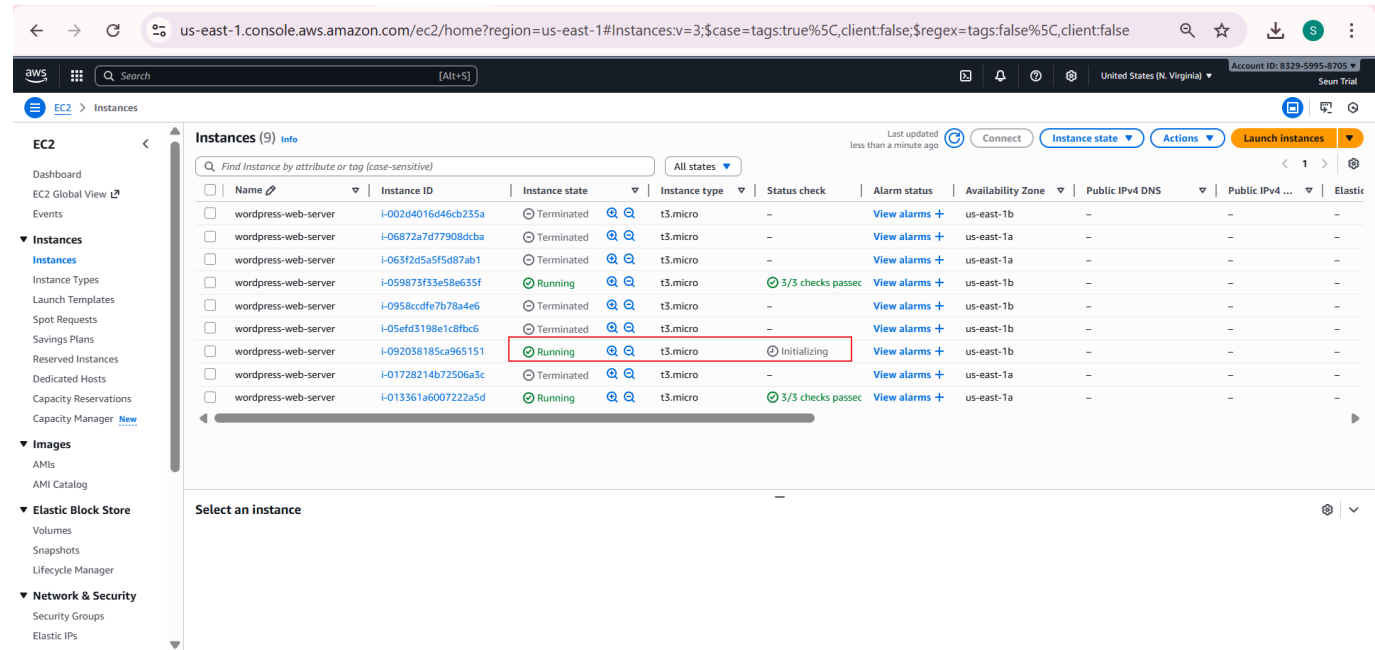 us-east-1.console.aws.amazon.com/ec2/home?region=us-east-1#Instances:v=3;$case=tags:true%5C,client:false;$regex=tags:false%5C,client:false
S
aws
Search [Alt+S]
United States (N. Virginia)
Account ID: 8329-5995-8705
Seun Trial
EC2 > Instances
EC2
Dashboard
EC2 Global View
Events
Instances
Instances
Instance Types
Launch Templates
Spot Requests
Savings Plans
Reserved Instances
Dedicated Hosts
Capacity Reservations
Capacity Manager New
Images
AMIs
AMI Catalog
Elastic Block Store
Volumes
Snapshots
Lifecycle Manager
Network & Security
Security Groups
Elastic IPs
Instances (9) Info
Last updated
less than a minute ago
Connect
Instance state
Actions
Launch instances
Find Instance by attribute or tag (case-sensitive)
All states
1
Name Instance ID Instance state Instance type Status check Alarm status Availability Zone Public IPv4 DNS Public IPv4 ... Elastic
wordpress-web-server i-002d4016d46cb235a Terminated t3.micro – View alarms + us-east-1b – – –
wordpress-web-server i-06872a7d77908dcba Terminated t3.micro – View alarms + us-east-1a – – –
wordpress-web-server i-063f2d5a5f5d87ab1 Terminated t3.micro – View alarms + us-east-1a – – –
wordpress-web-server i-059873f33e58e635f Running t3.micro 3/3 checks passec View alarms + us-east-1b – – –
wordpress-web-server i-0958ccdfe7b78a4e6 Terminated t3.micro – View alarms + us-east-1b – – –
wordpress-web-server i-05efd3198e1c8fbc6 Terminated t3.micro – View alarms + us-east-1b – – –
wordpress-web-server i-092038185ca965151 Running t3.micro Initializing View alarms + us-east-1b – – –
wordpress-web-server i-01728214b72506a3c Terminated t3.micro – View alarms + us-east-1a – – –
wordpress-web-server i-013361a6007222a5d Running t3.micro 3/3 checks passec View alarms + us-east-1a – – –
Select an instance